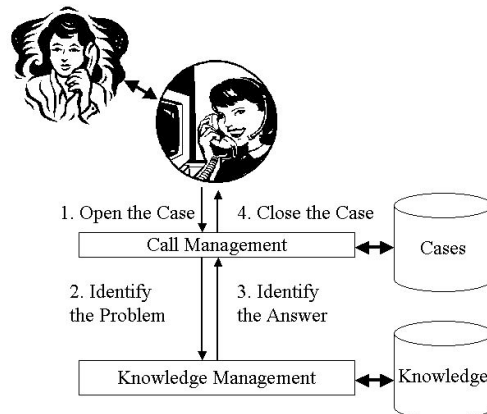 1. Open the Case
4. Close the Case
Call Management
Cases
2. Identify
the Problem
3. Identify
the Answer
Knowledge Management
Knowledge